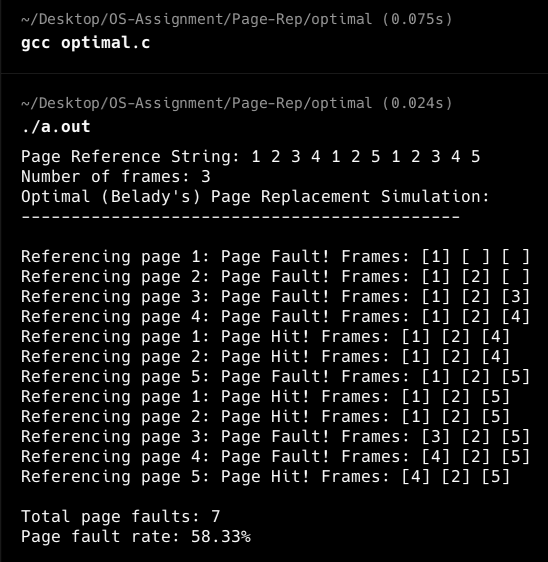 ~/Desktop/OS-Assignment/Page-Rep/optimal (0.075s)
gcc optimal.c
~/Desktop/OS-Assignment/Page-Rep/optimal (0.024s)
./a.out
Page Reference String: 1 2 3 4 1 2 5 1 2 3 4 5
Number of frames: 3
Optimal (Belady's) Page Replacement Simulation:
--------------------------------------------
Referencing page 1: Page Fault! Frames: [1] [ ] [ ]
Referencing page 2: Page Fault! Frames: [1] [2] [ ]
Referencing page 3: Page Fault! Frames: [1] [2] [3]
Referencing page 4: Page Fault! Frames: [1] [2] [4]
Referencing page 1: Page Hit! Frames: [1] [2] [4]
Referencing page 2: Page Hit! Frames: [1] [2] [4]
Referencing page 5: Page Fault! Frames: [1] [2] [5]
Referencing page 1: Page Hit! Frames: [1] [2] [5]
Referencing page 2: Page Hit! Frames: [1] [2] [5]
Referencing page 3: Page Fault! Frames: [3] [2] [5]
Referencing page 4: Page Fault! Frames: [4] [2] [5]
Referencing page 5: Page Hit! Frames: [4] [2] [5]
Total page faults: 7
Page fault rate: 58.33%